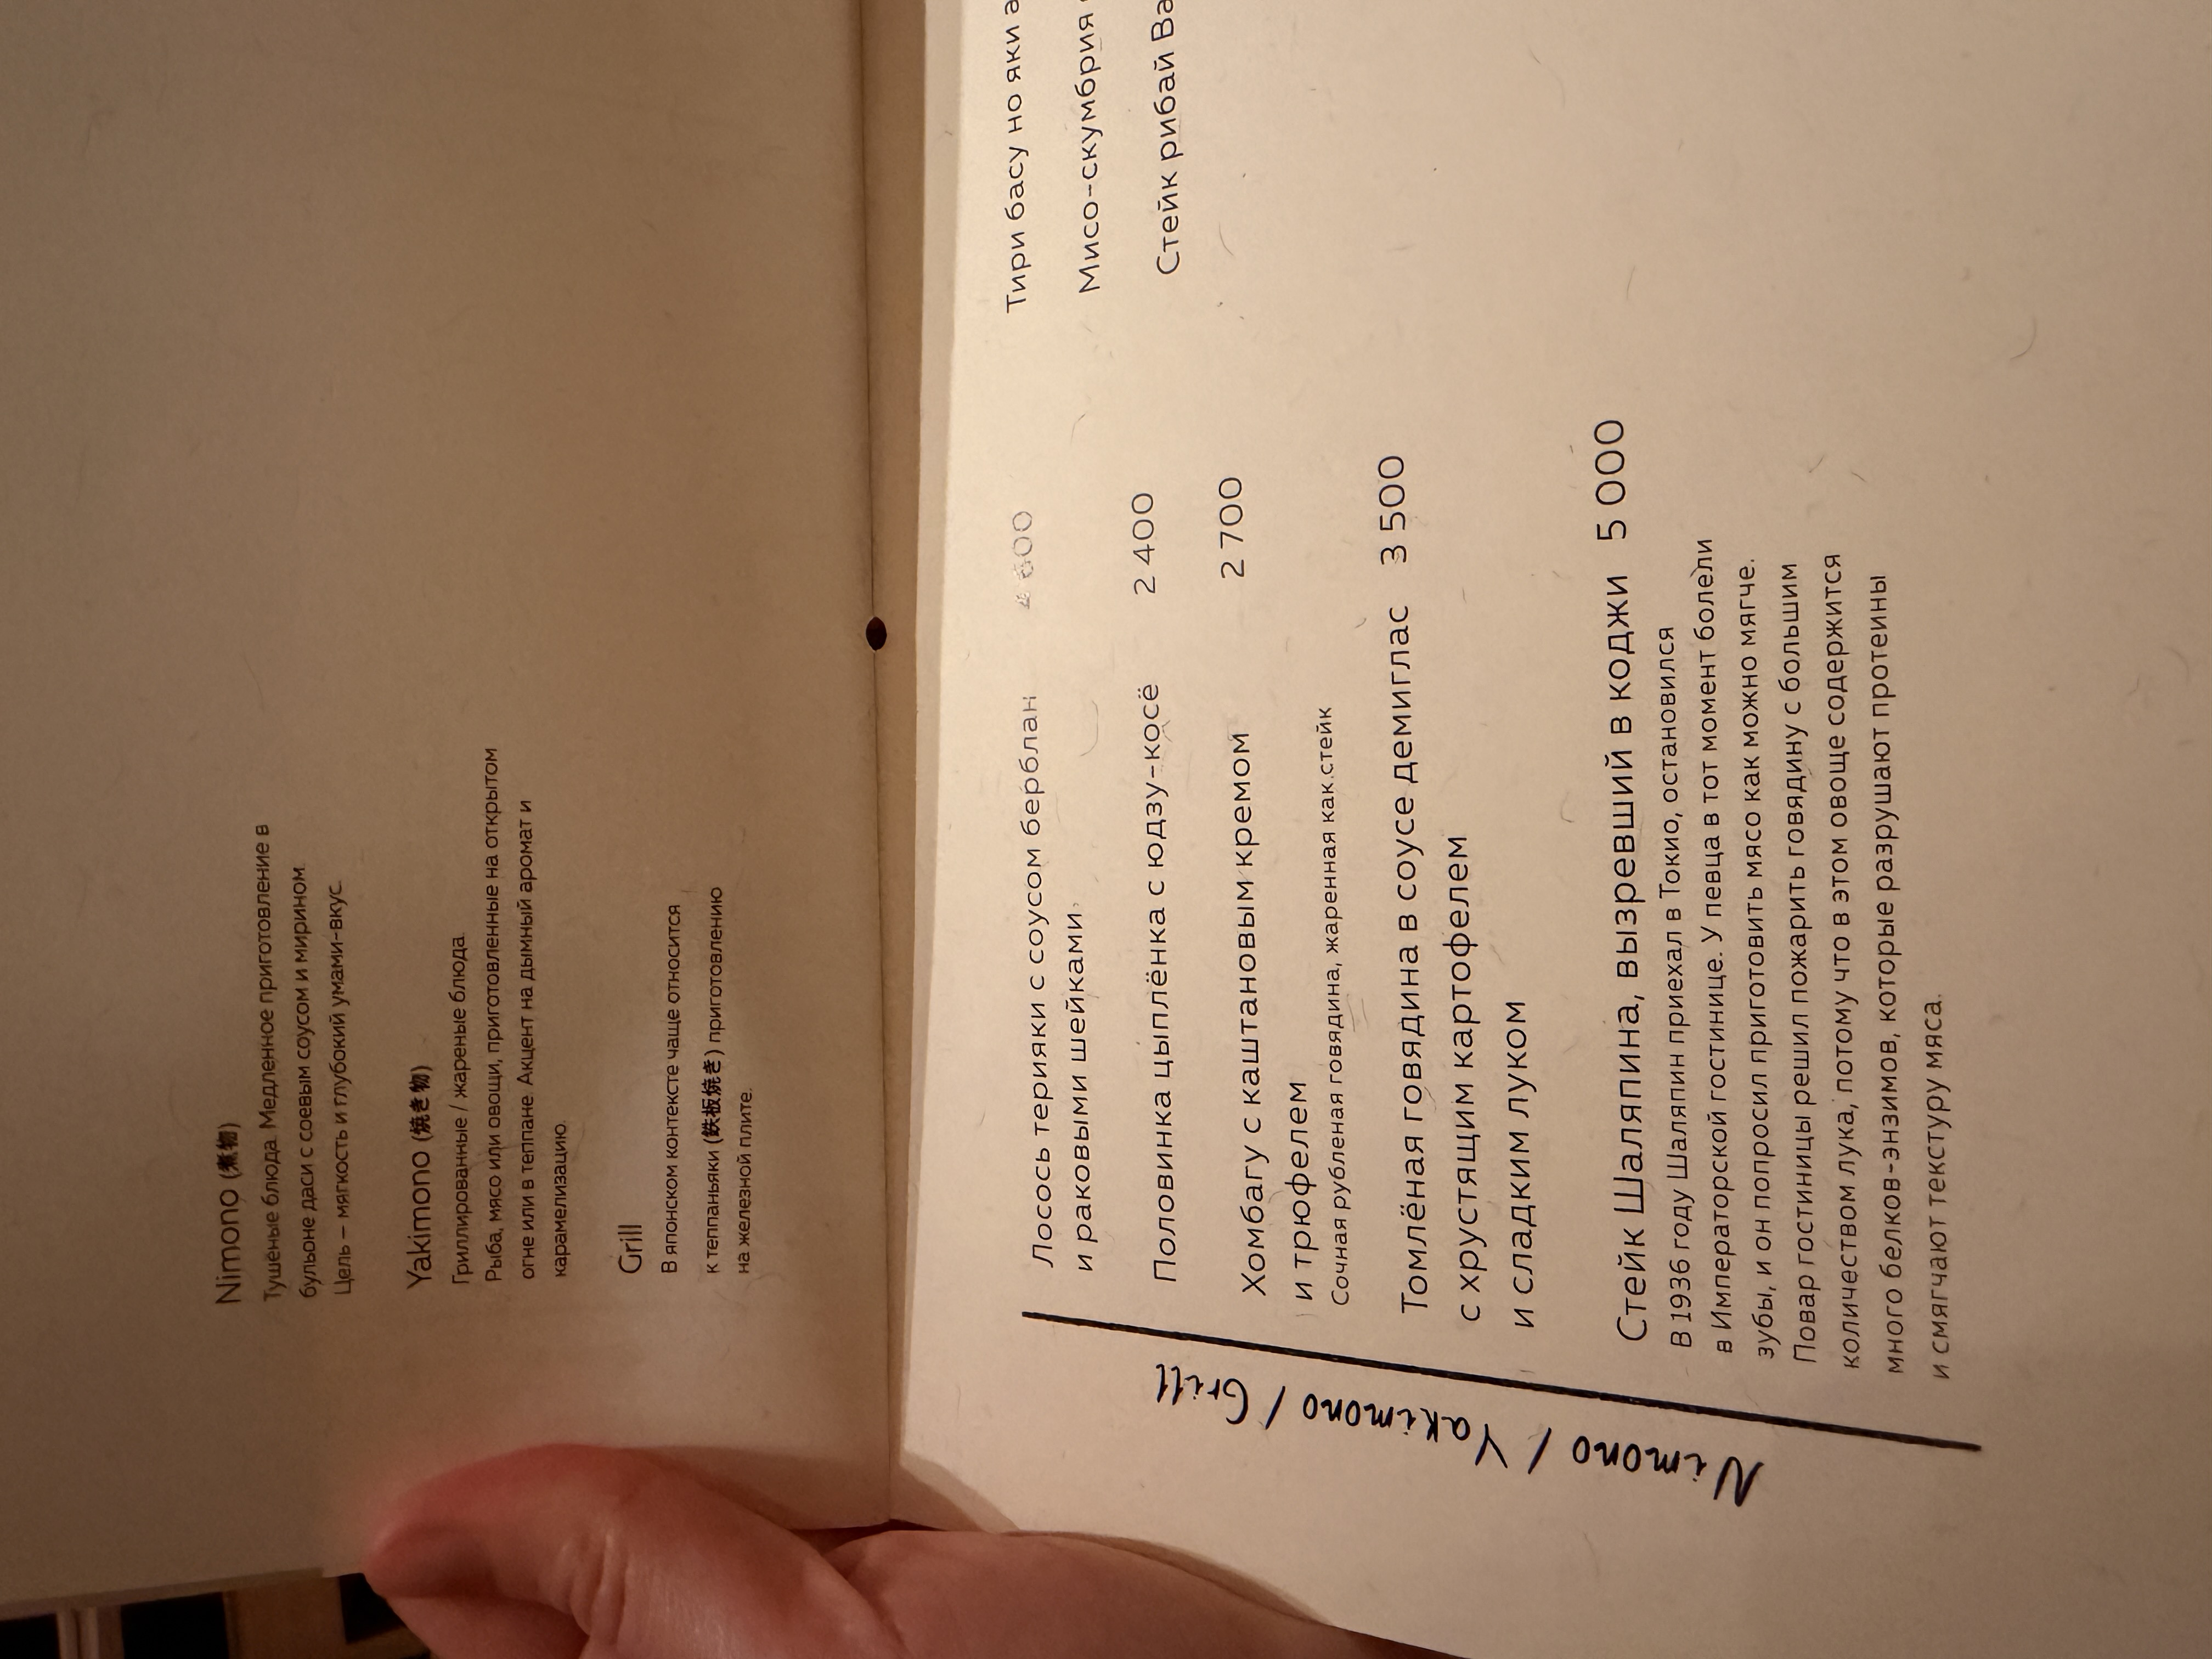 Nimono (煮物)
Тушёные блюда. Медленное приготовление в
бульоне даси с соевым соусом и мирином.
Цель – мягкость и глубокий умами-вкус.
Yakimono (焼き物)
Гриллированные / жареные блюда.
Рыба, мясо или овощи, приготовленные на открытом
огне или в теппане. Акцент на дымный аромат и
карамелизацию.
Grill
В японском контексте чаще относится
к теппаньяки (鉄板焼き) приготовлению
на железной плите.
Nimono / Yakimono / Grill
Лосось терияки с соусом берблан
и раковыми шейками
Половинка цыплёнка с юдзу-косё 2 400
Хомбагу с каштановым кремом 2 700
и трюфелем
Сочная рубленая говядина, жаренная как стейк
Томлёная говядина в соусе демиглас 3 500
с хрустящим картофелем
и сладким луком
Стейк Шаляпина, вызревший в коджи 5 000
В 1936 году Шаляпин приехал в Токио, остановился
в Императорской гостинице. У певца в тот момент болели
зубы, и он попросил приготовить мясо как можно мягче.
Повар гостиницы решил пожарить говядину с большим
количеством лука, потому что в этом овоще содержится
много белков-энзимов, которые разрушают протеины
и смягчают текстуру мяса.
Тири басу но яки
Мисо-скумбрия
Стейк рибай